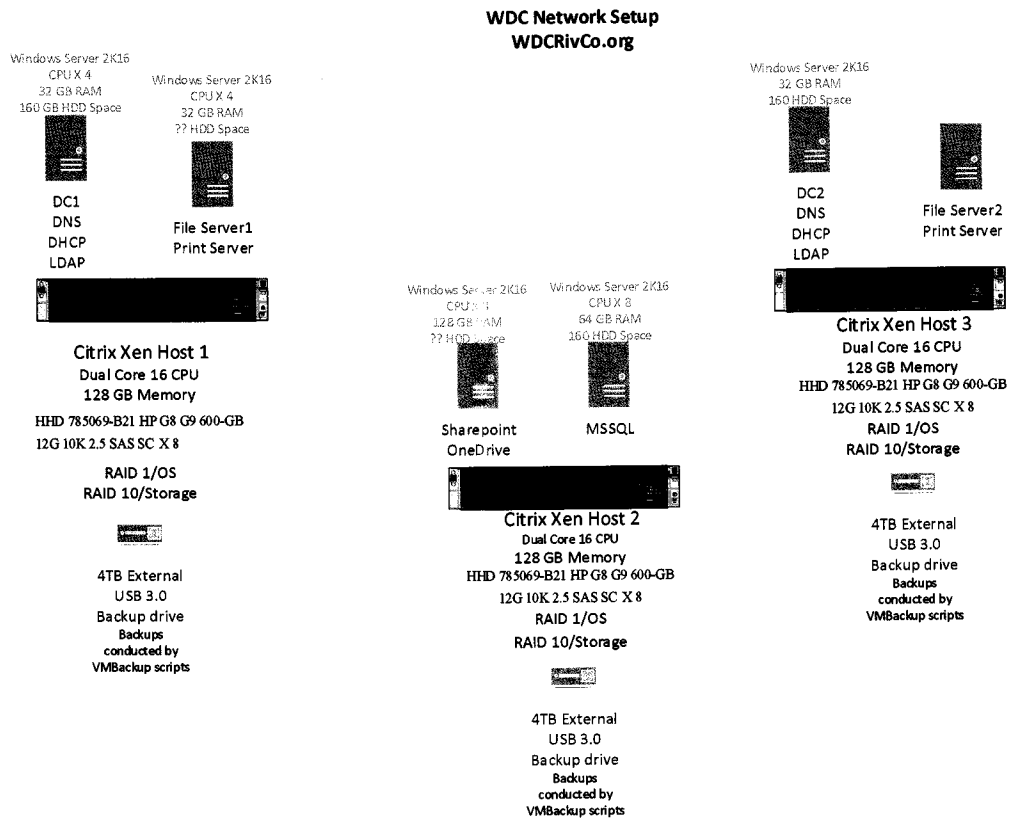 WDC Network Setup
WDCRivCo.org
Windows Server 2K16
CPU X 4
32 GB RAM
160 GB HDD Space
DC1
DNS
DHCP
LDAP
Windows Server 2K16
CPU X 4
32 GB RAM
?? HDD Space
File Server1
Print Server
Citrix Xen Host 1
Dual Core 16 CPU
128 GB Memory
HHD 785069-B21 HP G8 G9 600-GB
12G 10K 2.5 SAS SC X 8
RAID 1/OS
RAID 10/Storage
4TB External
USB 3.0
Backup drive
Backups
conducted by
VMBackup scripts
Windows Server 2K16
CPU X
128 GB RAM
?? HDD Space
Sharepoint
OneDrive
Windows Server 2K16
CPU X 8
64 GB RAM
160 HDD Space
MSSQL
Citrix Xen Host 2
Dual Core 16 CPU
128 GB Memory
HHD 785069-B21 HP G8 G9 600-GB
12G 10K 2.5 SAS SC X 8
RAID 1/OS
RAID 10/Storage
4TB External
USB 3.0
Backup drive
Backups
conducted by
VMBackup scripts
Windows Server 2K16
32 GB RAM
160 HDD Space
DC2
DNS
DHCP
LDAP
File Server2
Print Server
Citrix Xen Host 3
Dual Core 16 CPU
128 GB Memory
HHD 785069-B21 HP G8 G9 600-GB
12G 10K 2.5 SAS SC X 8
RAID 1/OS
RAID 10/Storage
4TB External
USB 3.0
Backup drive
Backups
conducted by
VMBackup scripts